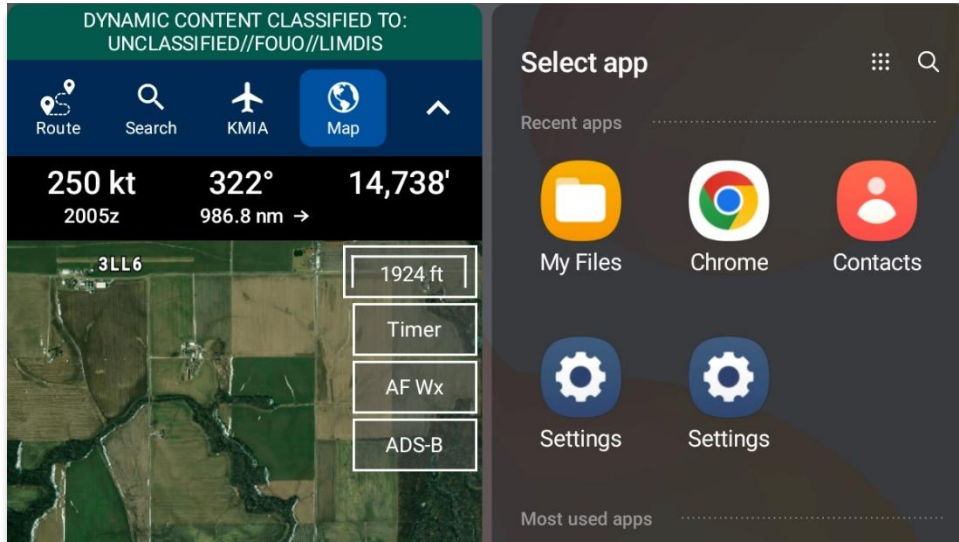 DYNAMIC CONTENT CLASSIFIED TO:
UNCLASSIFIED//FOUO//LIMDIS
Route
Search
KMIA
Map
250 kt
322°
14,738'
2005z
986.8 nm →
3LL6
1924 ft
Timer
AF Wx
ADS-B
Select app
Recent apps
My Files
Chrome
Contacts
Settings
Settings
Most used apps